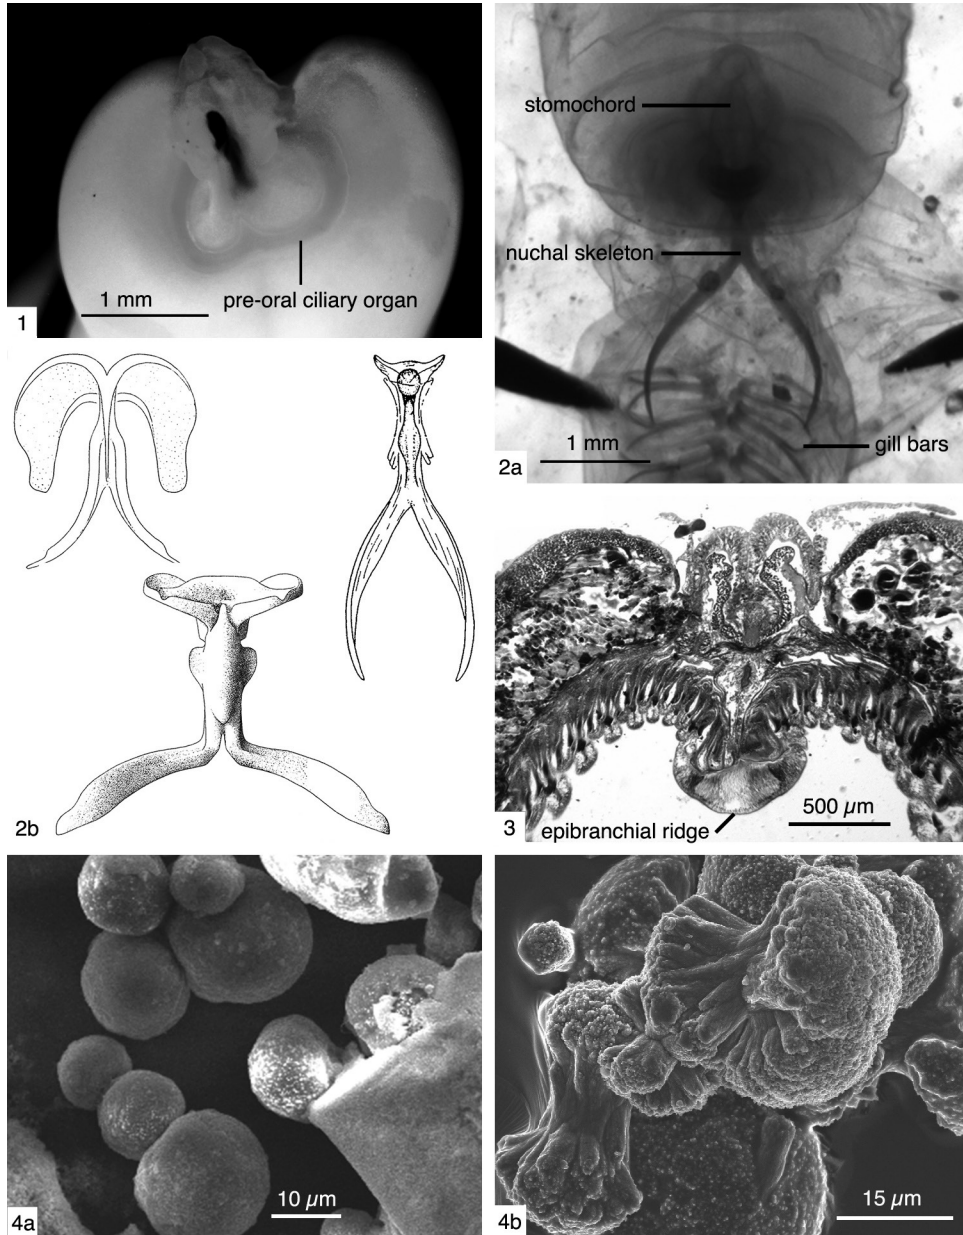 1 mm
pre-oral ciliary organ
1
stomochord
nuchal skeleton
gill bars
1 mm
2a
2b
500 µm
epibranchial ridge
3
10 µm
4a
15 µm
4b